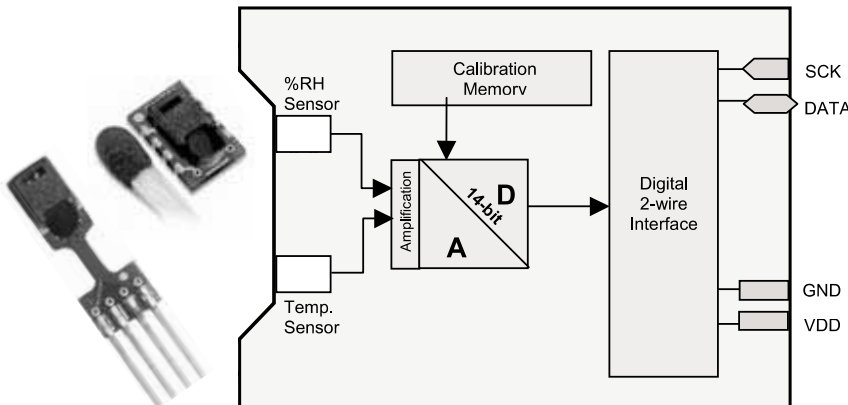 %RH
Sensor
Calibration
Memory
SCK
DATA
Amplification
14-bit
D
A
Digital
2-wire
Interface
Temp.
Sensor
GND
VDD